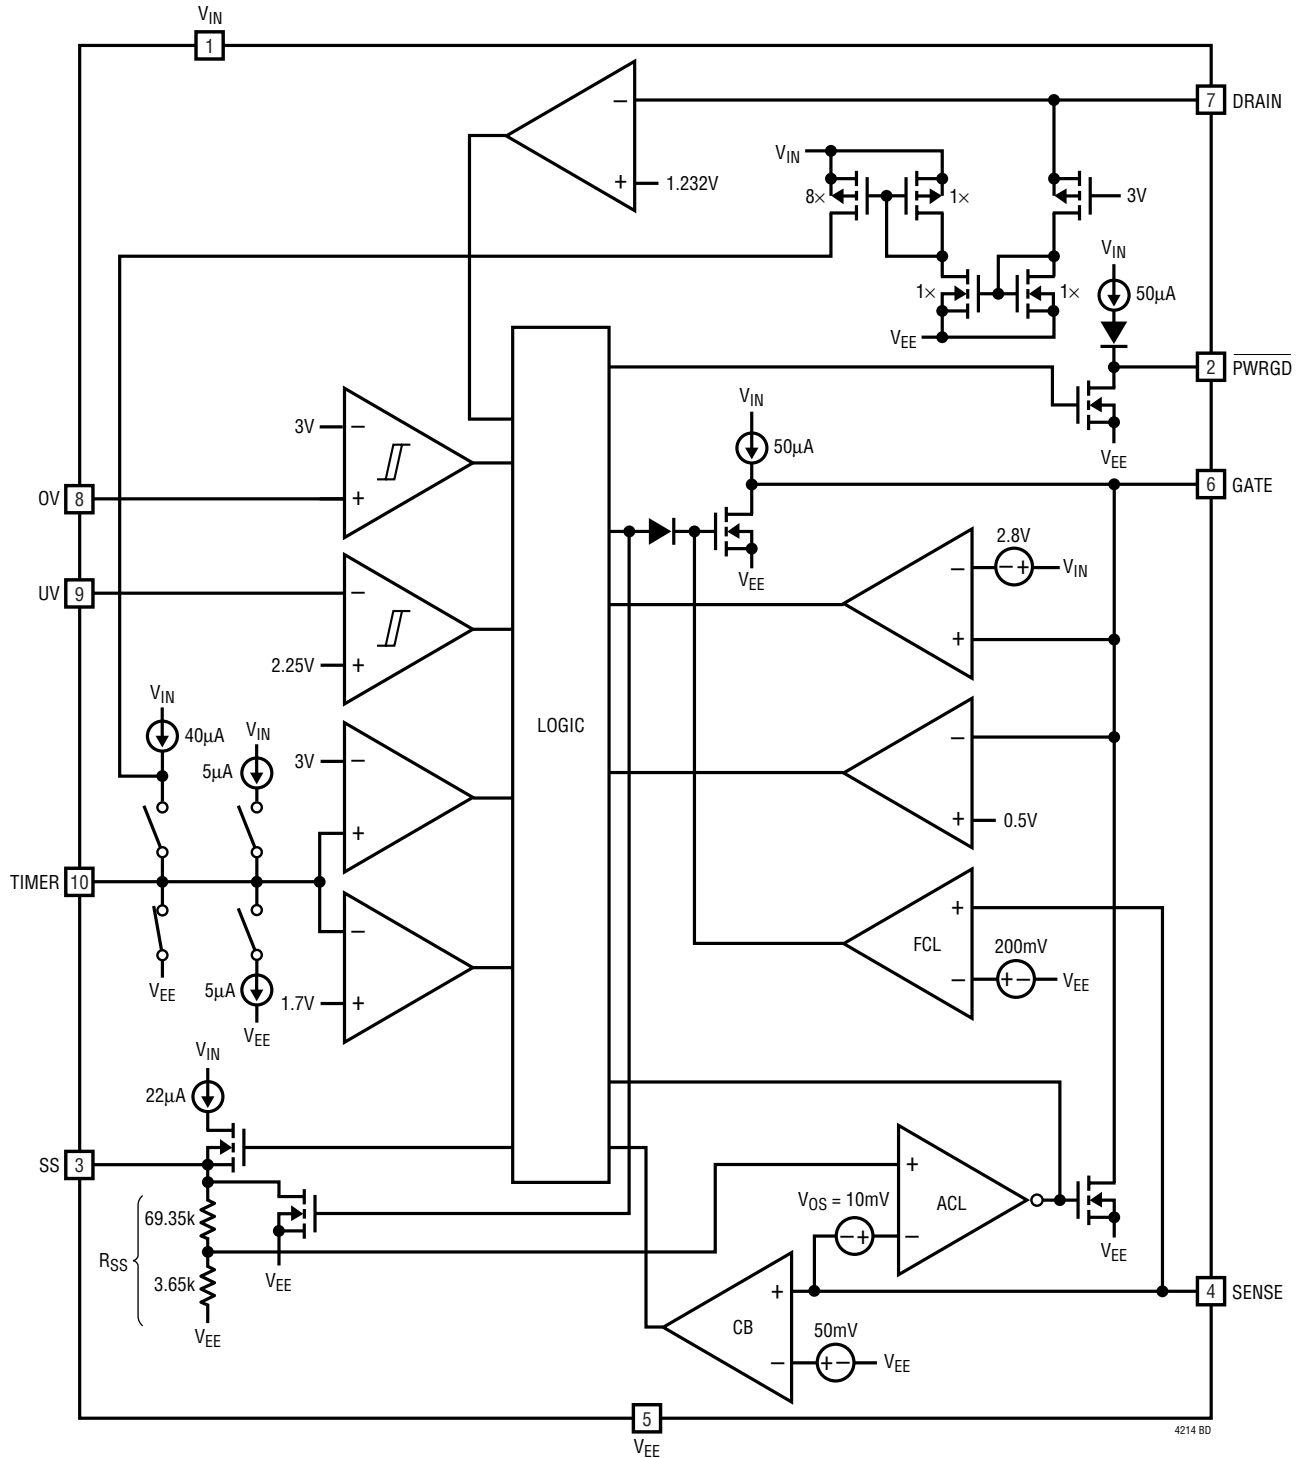 VIN
1
7 DRAIN
−
+
1.232V
VIN
8×
1×
3V
1×
1×
VEE
VIN
50µA
2 PWRGD
VEE
3V
−
+
OV 8
VIN
50µA
6 GATE
VEE
UV 9
−
2.25V
+
2.8V
−
− +
VIN
+
LOGIC
VIN
40µA
VIN
5µA
3V
−
+
−
+
0.5V
TIMER 10
−
1.7V
+
VEE
5µA
VEE
+
FCL
−
200mV
+ −
VEE
VIN
22µA
SS 3
69.35k
RSS
3.65k
VEE
VEE
+
ACL
−
VOS = 10mV
− +
VEE
4 SENSE
+
CB
−
50mV
+ −
VEE
5
VEE
4214 BD